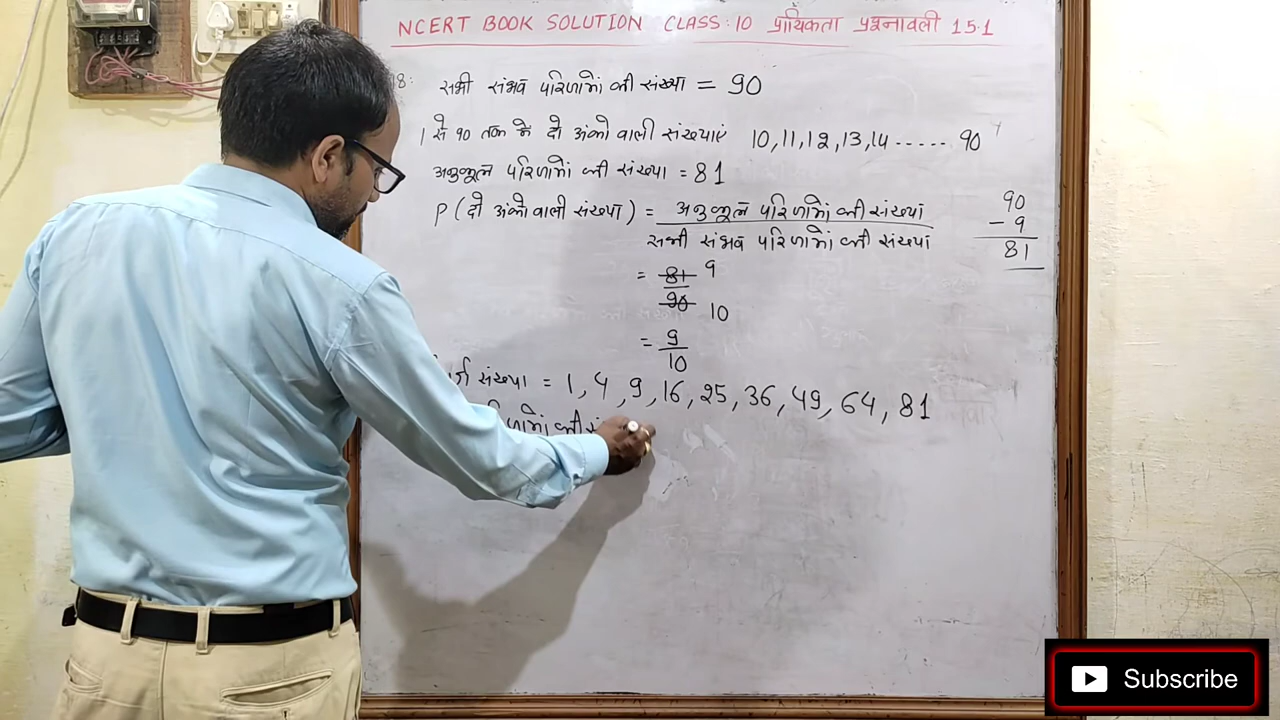 NCERT BOOK SOLUTION CLASS:10 प्रायिकता प्रश्नावली 15.1
18: सभी संभव परिणामों की संख्या = 90
1 से 90 तक में दो अंको वाली संख्याएं 10,11,12,13,14 ...... 90
अनुकूल परिणामों की संख्या = 81
P (दो अंको वाली संख्या) = अनुकूल परिणामों की संख्या
सभी संभव परिणामों की संख्या
90
- 9
81
= 81 9
90 10
= 9
10
संख्या = 1, 4, 9, 16, 25, 36, 49, 64, 81
की
Subscribe